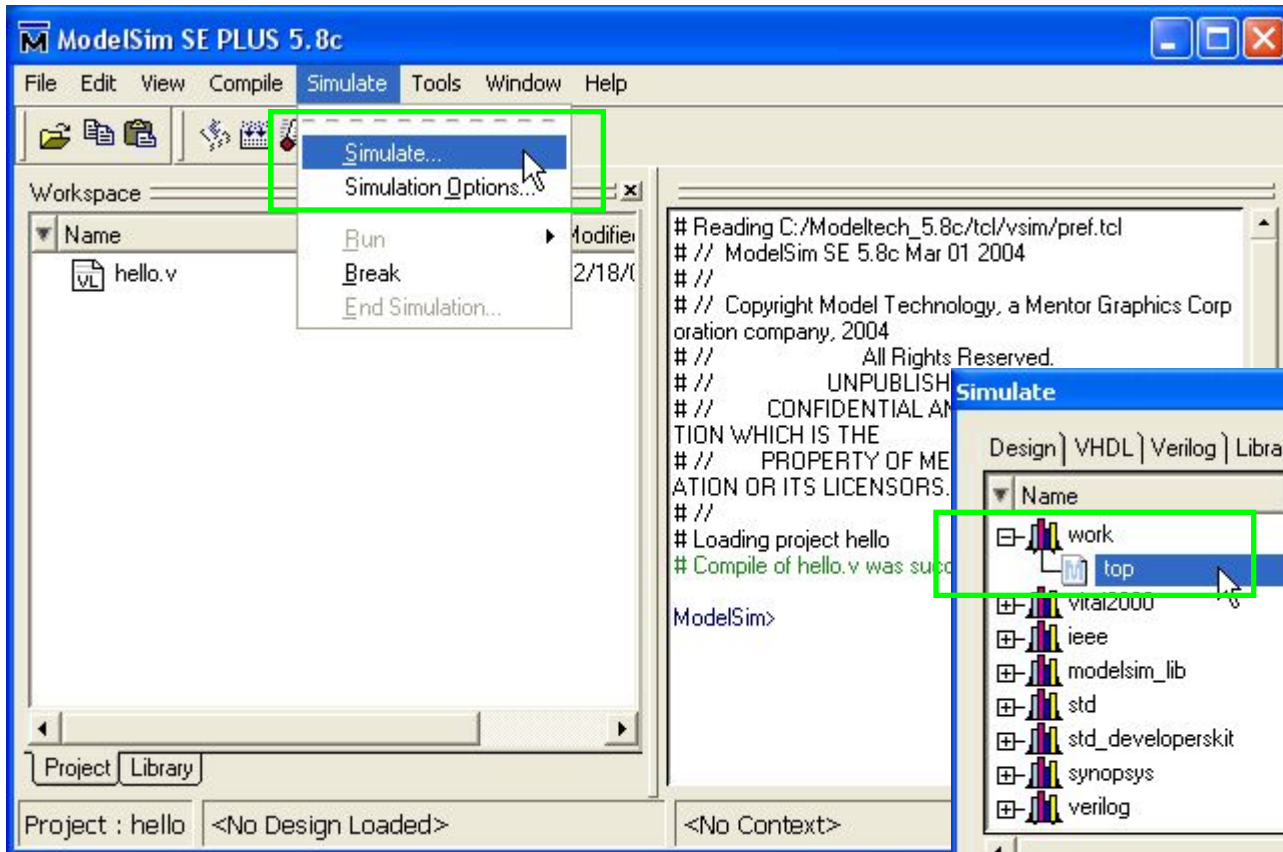 ModelSim SE PLUS 5.8c
File Edit View Compile Simulate Tools Window Help
Simulate...
Simulation Options...
Run
Break
End Simulation...
Workspace
Name
hello.v
2/18/0
Project Library
Project : hello <No Design Loaded> <No Context>
# Reading C:/Modeltech_5.8c/tcl/vsim/pref.tcl
# // ModelSim SE 5.8c Mar 01 2004
# //
# // Copyright Model Technology, a Mentor Graphics Corp
oration company, 2004
# // All Rights Reserved.
# // UNPUBLISH
# // CONFIDENTIAL AN
TION WHICH IS THE
# // PROPERTY OF ME
ATION OR ITS LICENSORS.
# //
# Loading project hello
# Compile of hello.v was succ
ModelSim>
Simulate
Design VHDL Verilog Libra
Name
work
top
vital2000
ieee
modelsim_lib
std
std_developerskit
synopsys
verilog